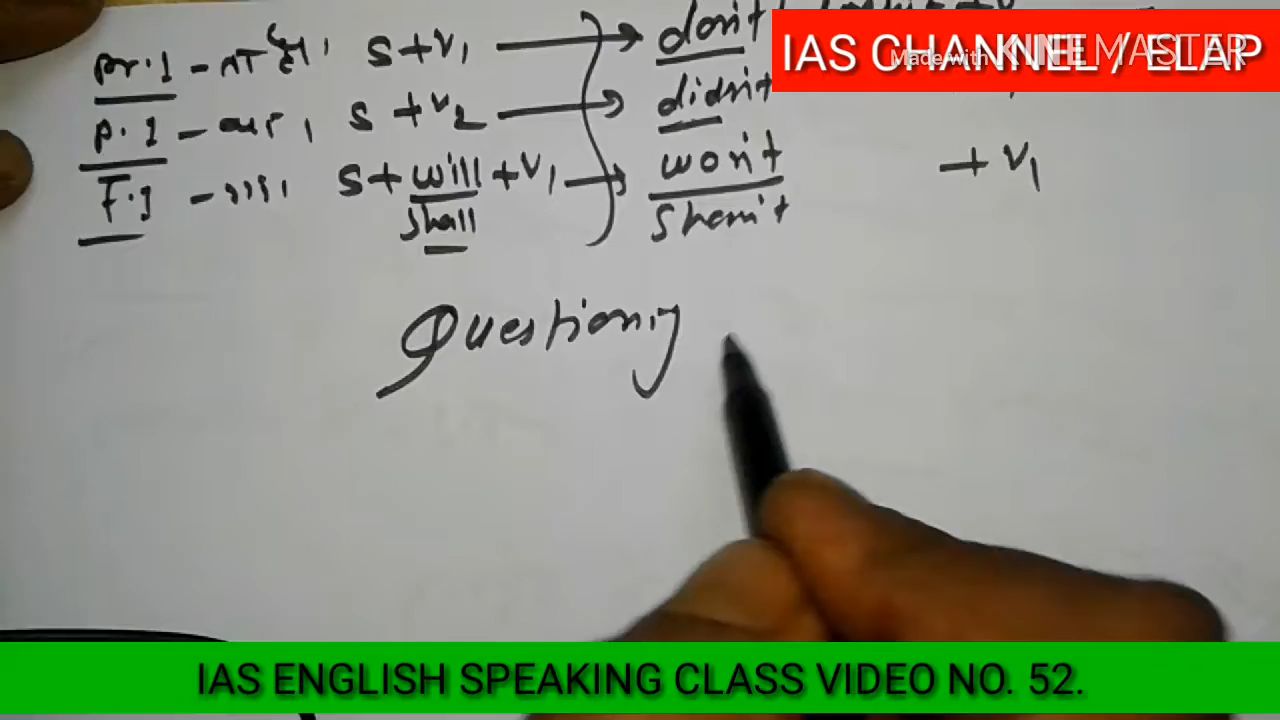 IAS CHANNEL / ELAP
Made with KINEMASTER
Pr.I - S + V1 → don't
P.I - S + V2 → didn't
F.I - S + will + V1 → won't + V1
shall shan't
Question
IAS ENGLISH SPEAKING CLASS VIDEO NO. 52.